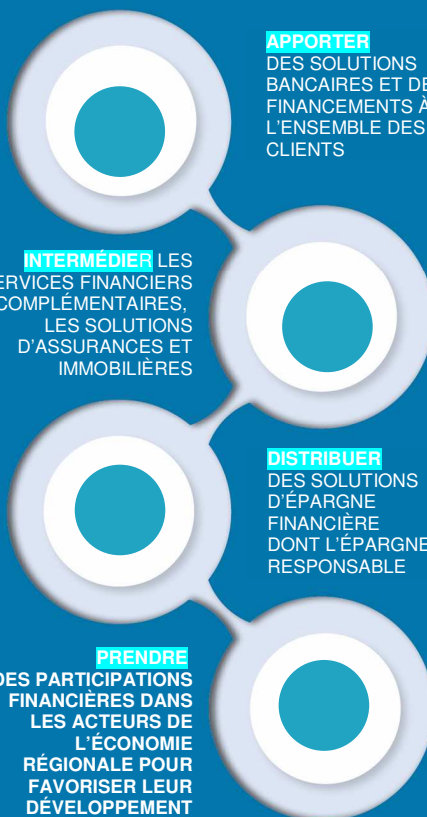 APPORTER
DES SOLUTIONS
BANCAIRES ET DE
FINANCEMENTS À
L'ENSEMBLE DES
CLIENTS
INTERMÉDIER LES
ERVICES FINANCIERS
COMPLÉMENTAIRES,
LES SOLUTIONS
D'ASSURANCES ET
IMMOBILIÈRES
DISTRIBUER
DES SOLUTIONS
D'ÉPARGNE
FINANCIÈRE
DONT L'ÉPARGNE
RESPONSABLE
PRENDRE
DES PARTICIPATIONS
FINANCIÈRES DANS
LES ACTEURS DE
L'ÉCONOMIE
RÉGIONALE POUR
FAVORISER LEUR
DÉVELOPPEMENT